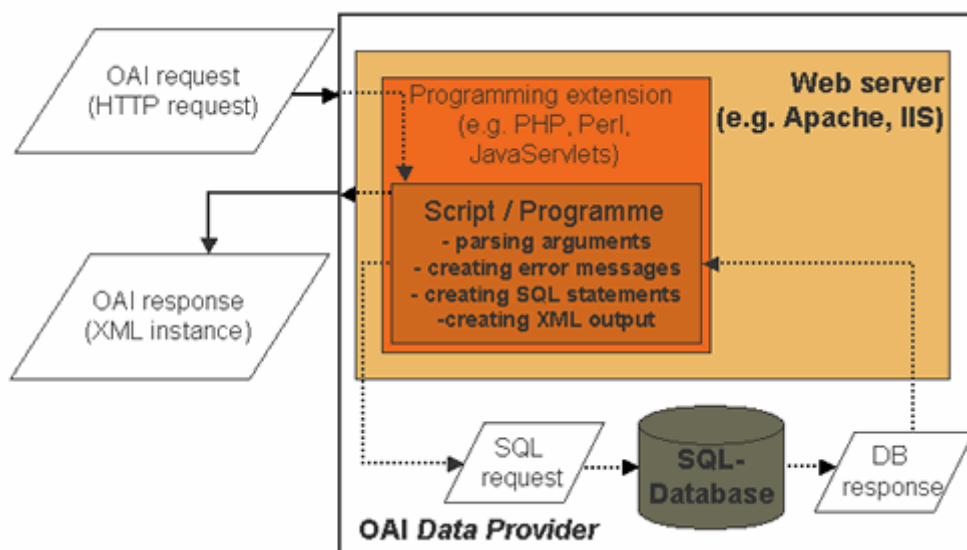 OAI request
(HTTP request)
Programming extension
(e.g. PHP, Perl,
JavaServlets)
Web server
(e.g. Apache, IIS)
Script / Programme
- parsing arguments
- creating error messages
- creating SQL statements
-creating XML output
OAI response
(XML instance)
SQL
request
SQL-
Database
DB
response
OAI Data Provider